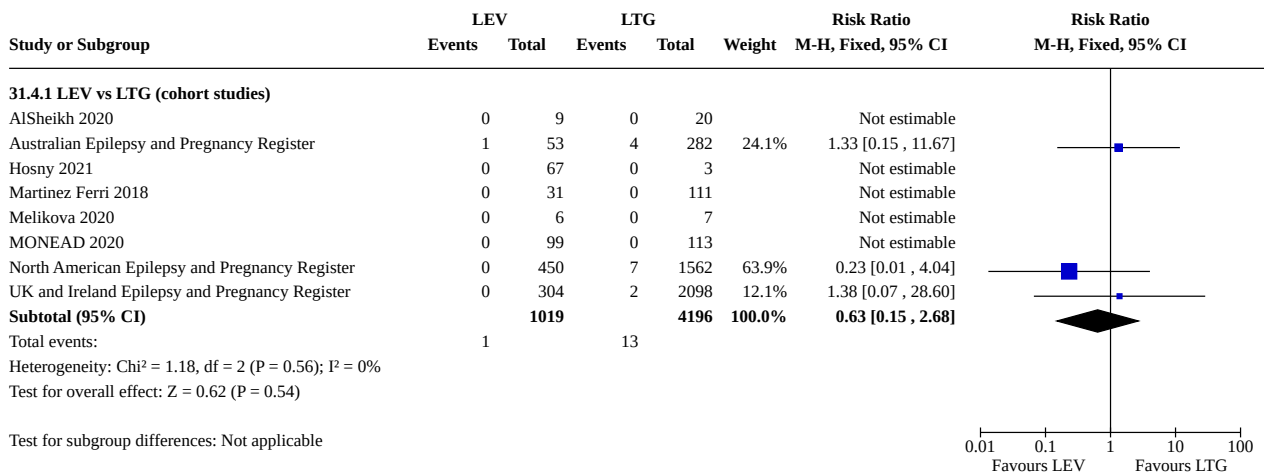 LEV LTG Risk Ratio Risk Ratio
Study or Subgroup Events Total Events Total Weight M-H, Fixed, 95% CI M-H, Fixed, 95% CI
31.4.1 LEV vs LTG (cohort studies)
AlSheikh 2020 0 9 0 20 Not estimable
Australian Epilepsy and Pregnancy Register 1 53 4 282 24.1% 1.33 [0.15 , 11.67]
Hosny 2021 0 67 0 3 Not estimable
Martinez Ferri 2018 0 31 0 111 Not estimable
Melikova 2020 0 6 0 7 Not estimable
MONEAD 2020 0 99 0 113 Not estimable
North American Epilepsy and Pregnancy Register 0 450 7 1562 63.9% 0.23 [0.01 , 4.04]
UK and Ireland Epilepsy and Pregnancy Register 0 304 2 2098 12.1% 1.38 [0.07 , 28.60]
Subtotal (95% CI) 1019 4196 100.0% 0.63 [0.15 , 2.68]
Total events: 1 13
Heterogeneity: Chi² = 1.18, df = 2 (P = 0.56); I² = 0%
Test for overall effect: Z = 0.62 (P = 0.54)
Test for subgroup differences: Not applicable
0.01 0.1 1 10 100
Favours LEV Favours LTG